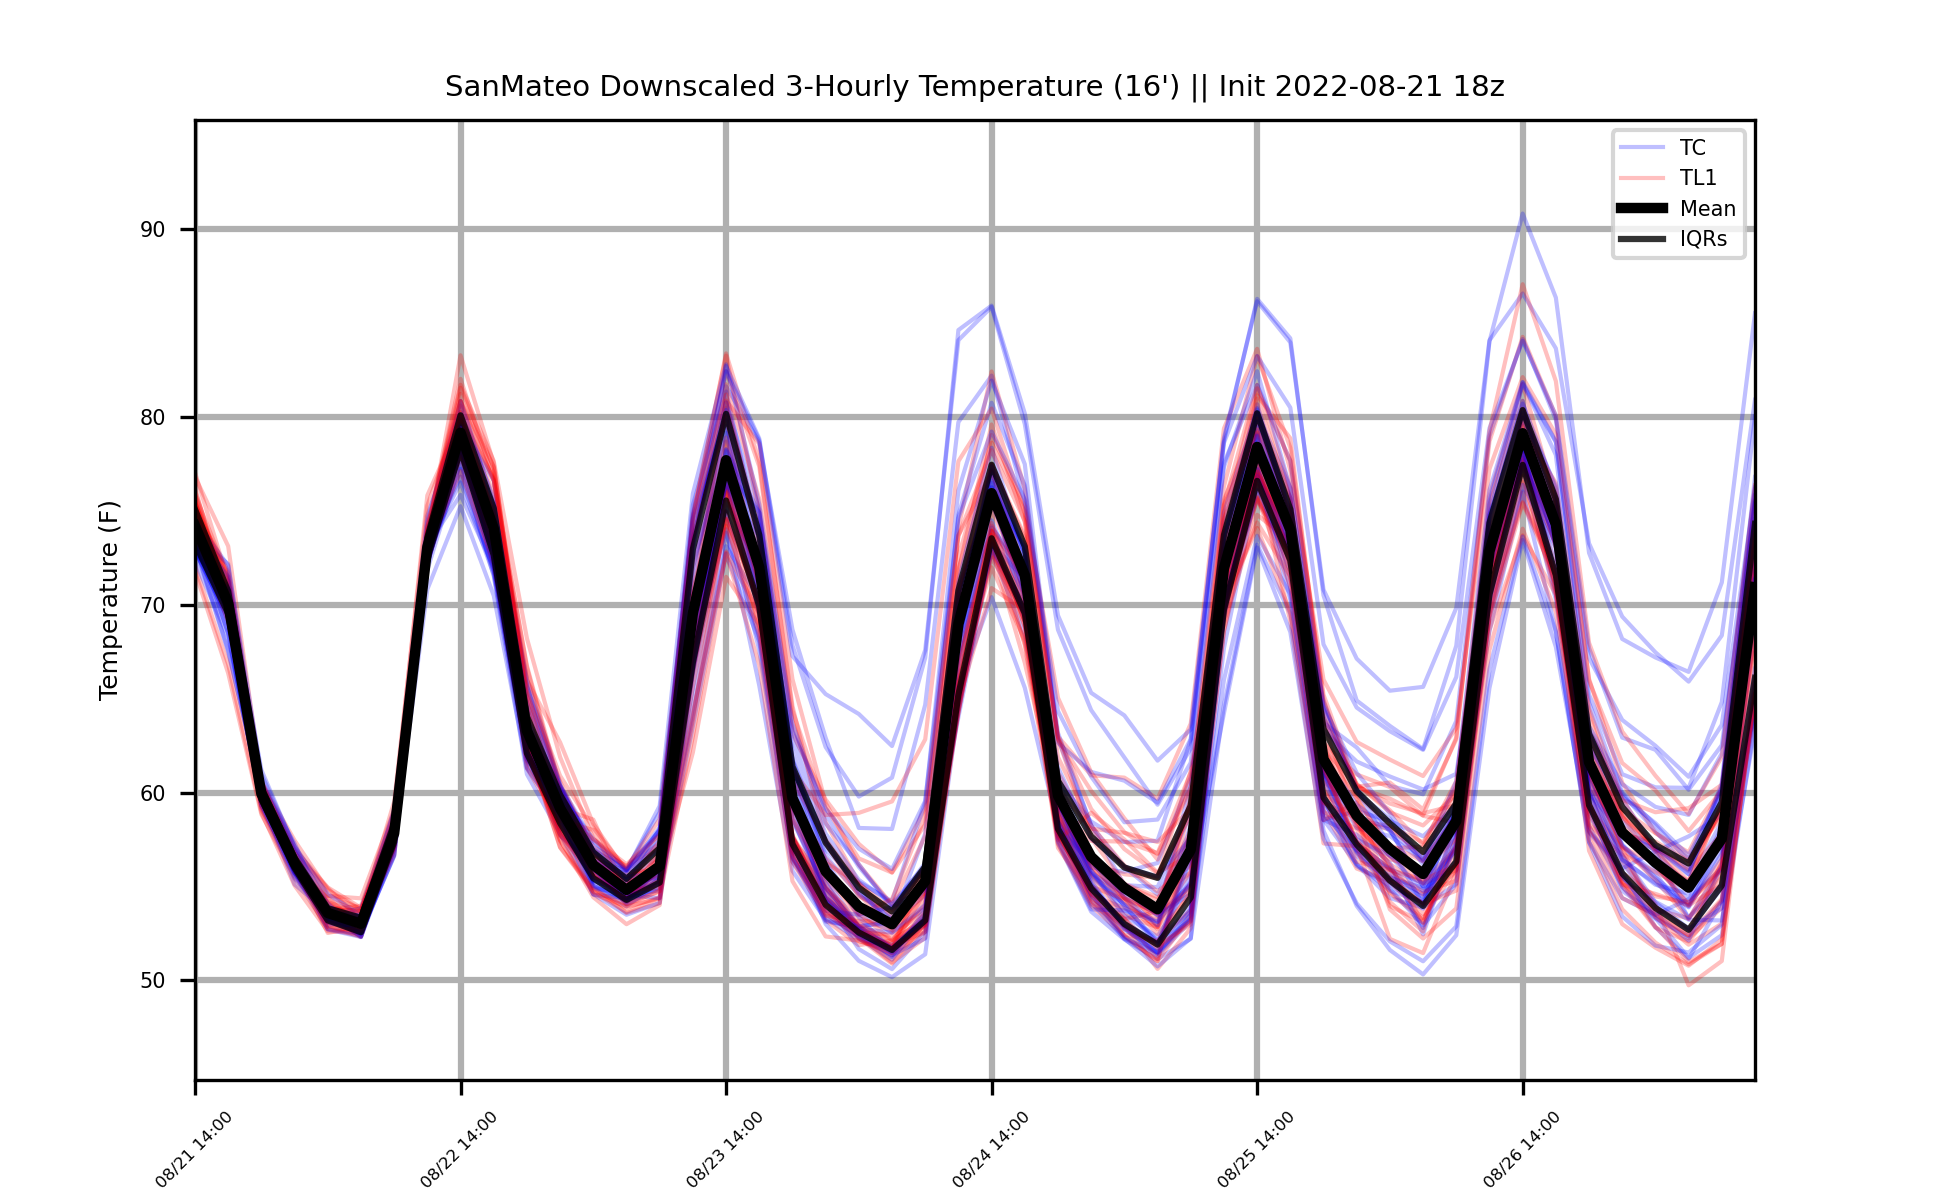 SanMateo Downscaled 3-Hourly Temperature (16') || Init 2022-08-21 18z
TC
TL1
Mean
IQRs
Temperature (F)
90
80
70
60
50
08/21 14:00
08/22 14:00
08/23 14:00
08/24 14:00
08/25 14:00
08/26 14:00